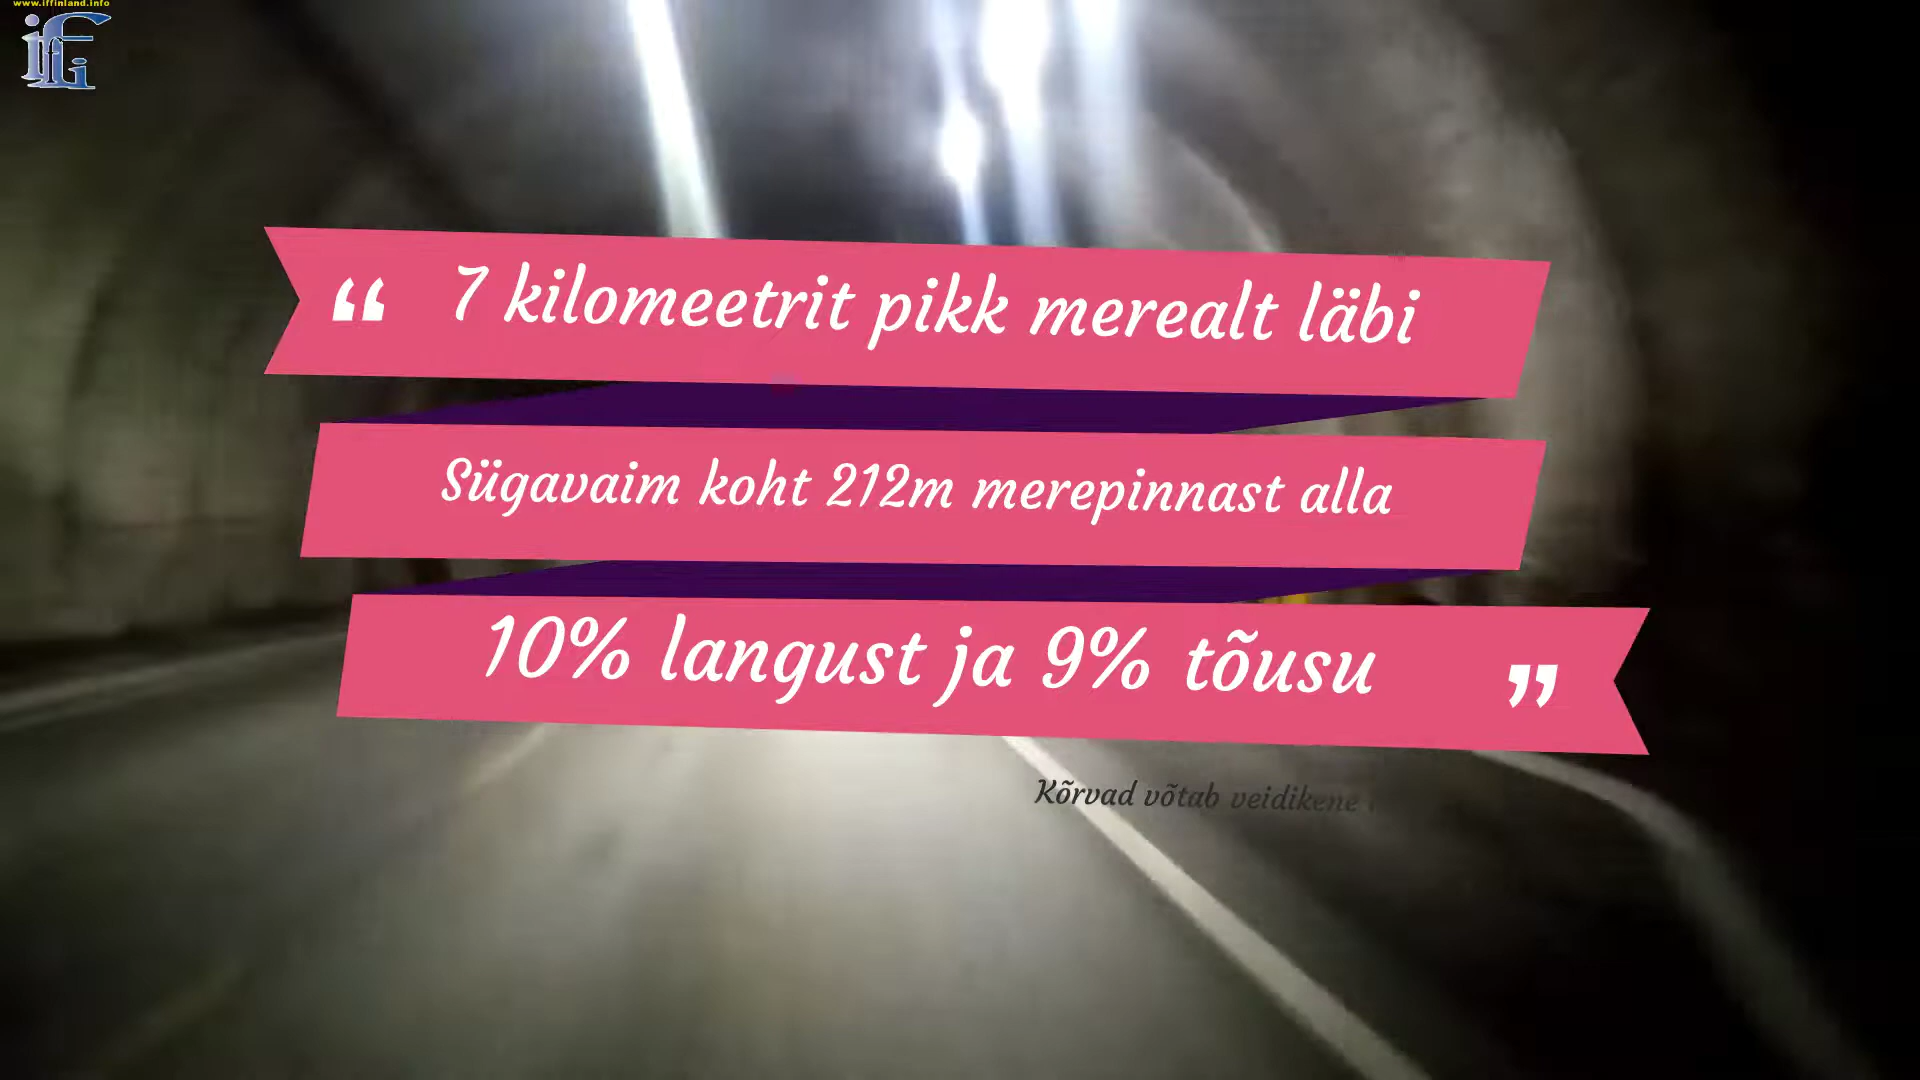 www.iffinland.info
iffi
“ 7 kilomeetrit pikk merealt läbi
Sügavaim koht 212m merepinnast alla
10% langust ja 9% tõusu ”
Kõrvad võtab veidikene